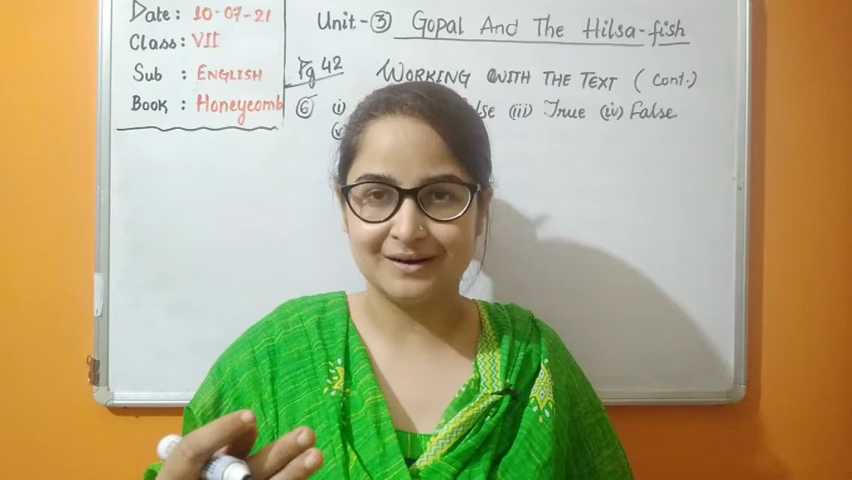 Date: 10-07-21
Class: VII
Sub : ENGLISH
Book : Honeycomb
Unit-③ Gopal And The Hilsa-fish
Pg 42
WORKING WITH THE TEXT ( Cont.)
⑥ (i) (iii) True (iv) False
(v)